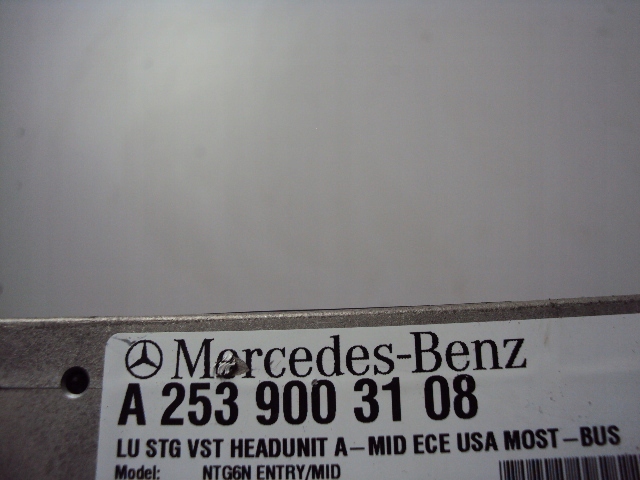 Mercedes-Benz
A 253 900 31 08
LU STG VST HEADUNIT A-MID ECE USA MOST-BUS
Model: NTG6N ENTRY/MID